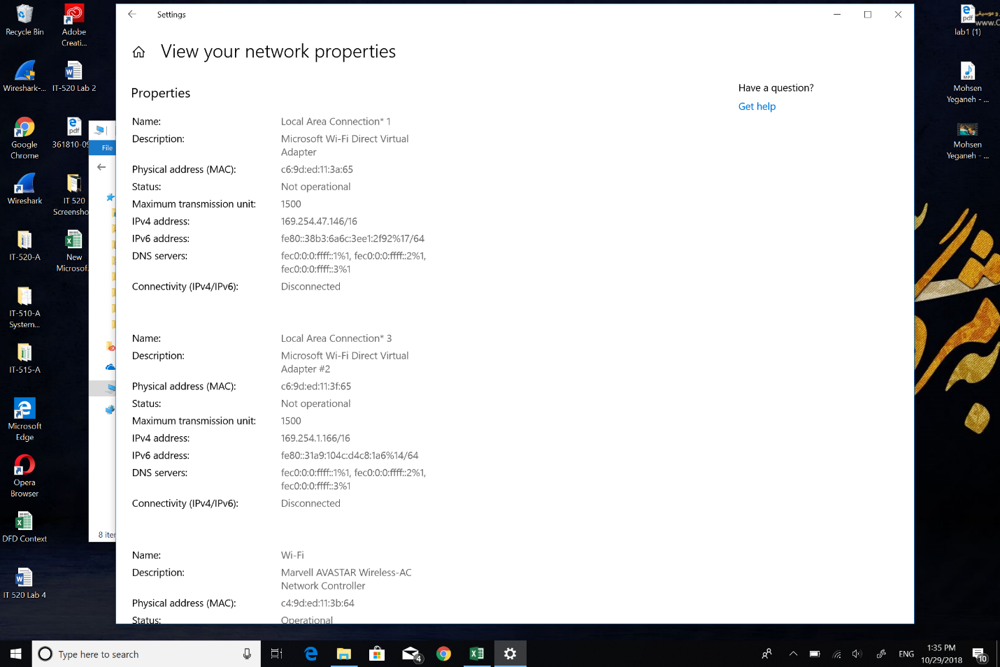 Settings
View your network properties
Properties
Name: Local Area Connection* 1
Description: Microsoft Wi-Fi Direct Virtual
Adapter
Physical address (MAC): c6:9d:ed:11:3a:65
Status: Not operational
Maximum transmission unit: 1500
IPv4 address: 169.254.47.146/16
IPv6 address: fe80::38b3:6a6c:3ee1:2f92%17/64
DNS servers: fec0:0:0:ffff::1%1, fec0:0:0:ffff::2%1,
fec0:0:0:ffff::3%1
Connectivity (IPv4/IPv6): Disconnected
Name: Local Area Connection* 3
Description: Microsoft Wi-Fi Direct Virtual
Adapter #2
Physical address (MAC): c6:9d:ed:11:3f:65
Status: Not operational
Maximum transmission unit: 1500
IPv4 address: 169.254.1.166/16
IPv6 address: fe80::31a9:104c:d4c8:1a6%14/64
DNS servers: fec0:0:0:ffff::1%1, fec0:0:0:ffff::2%1,
fec0:0:0:ffff::3%1
Connectivity (IPv4/IPv6): Disconnected
Name: Wi-Fi
Description: Marvell AVASTAR Wireless-AC
Network Controller
Physical address (MAC): c4:9d:ed:11:3b:64
Status: Operational
Have a question?
Get help
Recycle Bin
Adobe
Creati...
Wireshark-...
IT-520 Lab 2
Google
Chrome
pdf
361810-09
Wireshark
IT 520
Screensho
IT-520-A
New
Microsof.
IT-510-A
System...
IT-515-A
Microsoft
Edge
Opera
Browser
DFD Context
IT 520 Lab 4
File
8 iter
pdf
و موسیقی
www.
lab1 (1)
MP3
Mohsen
Yeganeh - ...
Mohsen
Yeganeh - ...
Type here to search
4
ENG
1:35 PM
10/29/2018
10